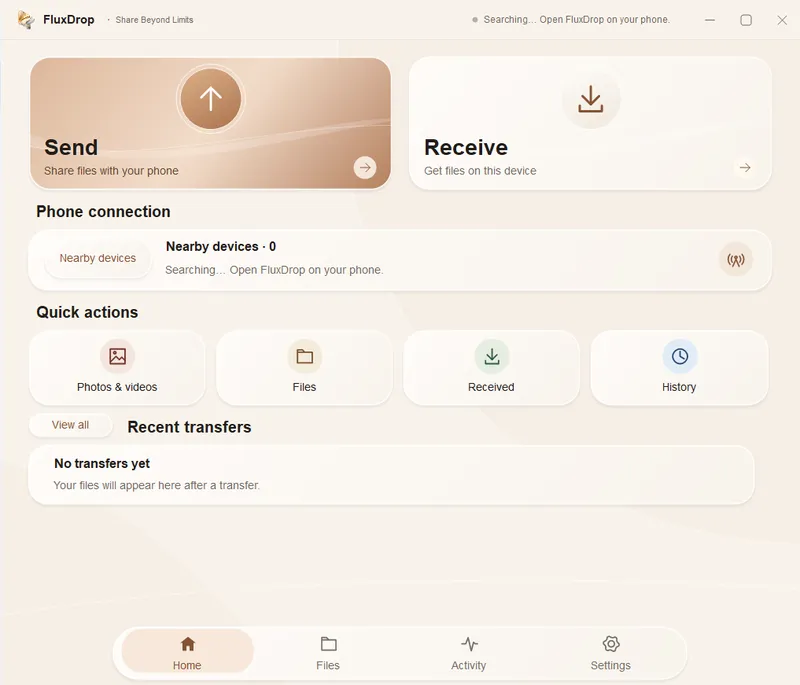 FluxDrop · Share Beyond Limits
Searching... Open FluxDrop on your phone.
Send
Share files with your phone
Receive
Get files on this device
Phone connection
Nearby devices
Nearby devices · 0
Searching... Open FluxDrop on your phone.
Quick actions
Photos & videos
Files
Received
History
View all
Recent transfers
No transfers yet
Your files will appear here after a transfer.
Home
Files
Activity
Settings